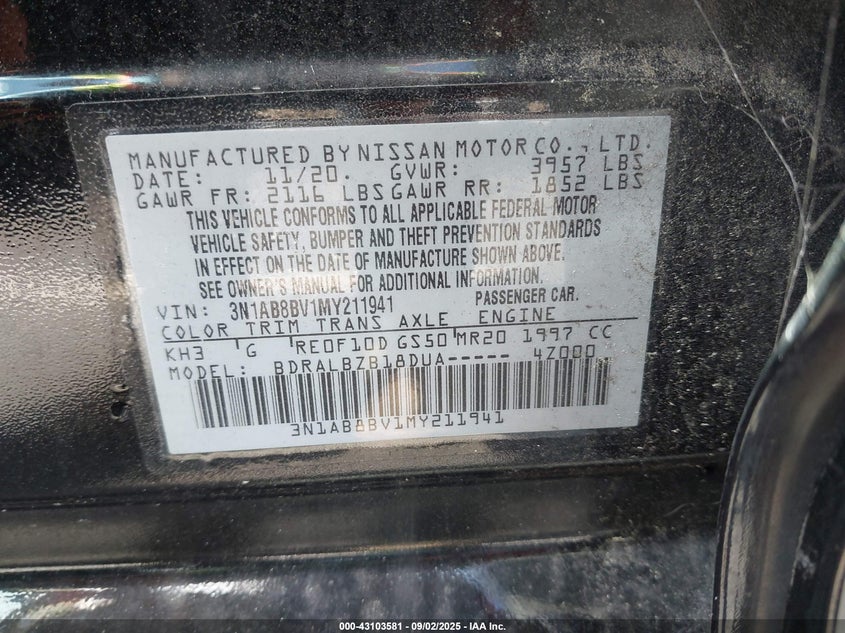 MANUFACTURED BY NISSAN MOTOR CO., LTD.
DATE: 11/20. GVWR: 3957 LBS
GAWR FR: 2116 LBS GAWR RR: 1852 LBS
THIS VEHICLE CONFORMS TO ALL APPLICABLE FEDERAL MOTOR
VEHICLE SAFETY, BUMPER AND THEFT PREVENTION STANDARDS
IN EFFECT ON THE DATE OF MANUFACTURE SHOWN ABOVE.
SEE OWNER'S MANUAL FOR ADDITIONAL INFORMATION.
VIN: 3N1AB8BV1MY211941 PASSENGER CAR.
COLOR TRIM TRANS AXLE ENGINE
KH3 G RE0F10D GS50 MR20 1997 CC
MODEL: BDRALBZB18DUA----- 4Z000
3N1AB8BV1MY211941
000-43103581 - 09/02/2025 - IAA Inc.